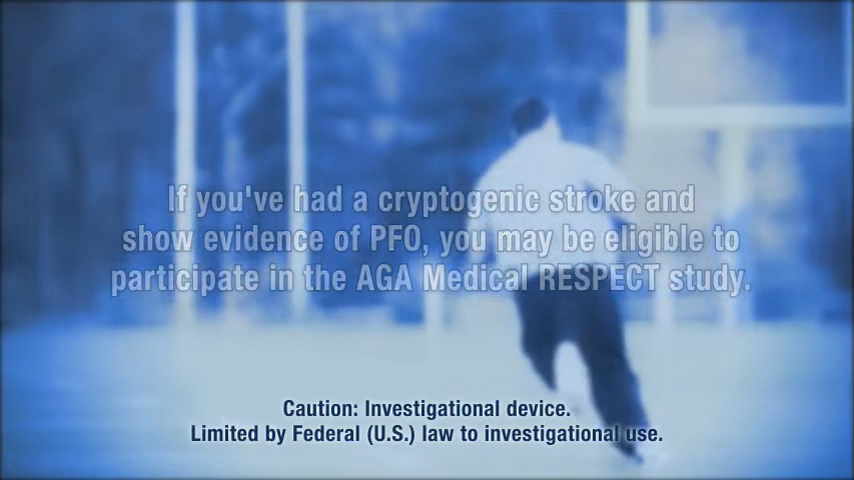 If you've had a cryptogenic stroke and
show evidence of PFO, you may be eligible to
participate in the AGA Medical RESPECT study.
Caution: Investigational device.
Limited by Federal (U.S.) law to investigational use.